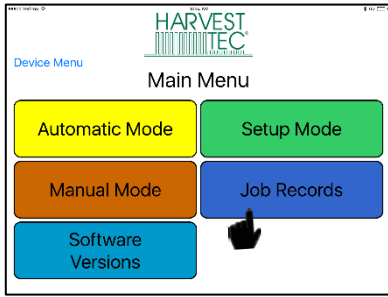 HARVEST
TEC
Device Menu
Main Menu
Automatic Mode
Setup Mode
Manual Mode
Job Records
Software
Versions